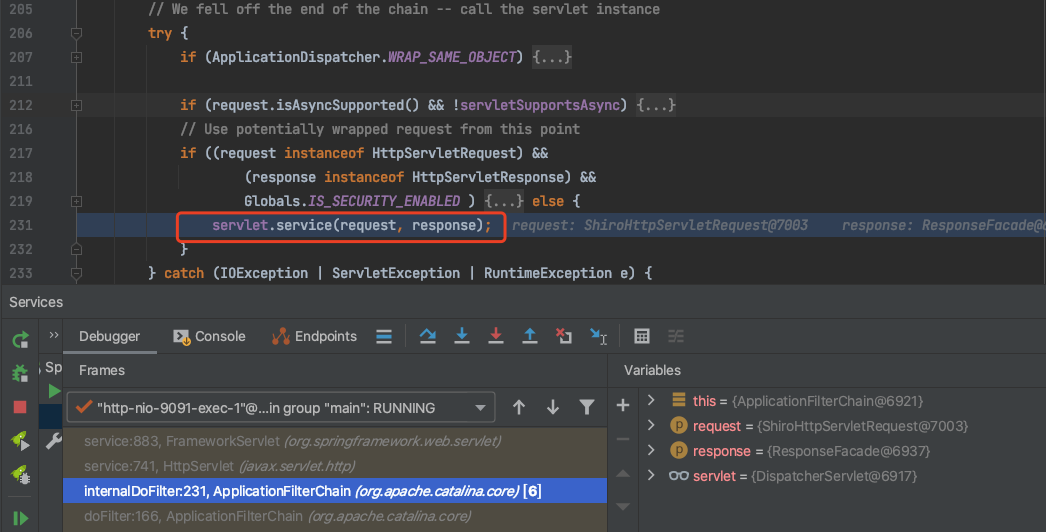 205 // We fell off the end of the chain -- call the servlet instance
206 try {
207 if (ApplicationDispatcher.WRAP_SAME_OBJECT) {...}
211
212 if (request.isAsyncSupported() && !servletSupportsAsync) {...}
216 // Use potentially wrapped request from this point
217 if ((request instanceof HttpServletRequest) &&
218 (response instanceof HttpServletResponse) &&
219 Globals.IS_SECURITY_ENABLED ) {...} else {
231 servlet.service(request, response); request: ShiroHttpServletRequest@7003 response: ResponseFacade@
232 }
233 } catch (IOException | ServletException | RuntimeException e) {
Services
Debugger Console Endpoints
Sp
Frames
Variables
"http-nio-9091-exec-1"@...in group "main": RUNNING
service:883, FrameworkServlet (org.springframework.web.servlet)
service:741, HttpServlet (javax.servlet.http)
internalDoFilter:231, ApplicationFilterChain (org.apache.catalina.core) [6]
doFilter:166, ApplicationFilterChain (org.apache.catalina.core)
this = {ApplicationFilterChain@6921}
p request = {ShiroHttpServletRequest@7003}
p response = {ResponseFacade@6937}
servlet = {DispatcherServlet@6917}